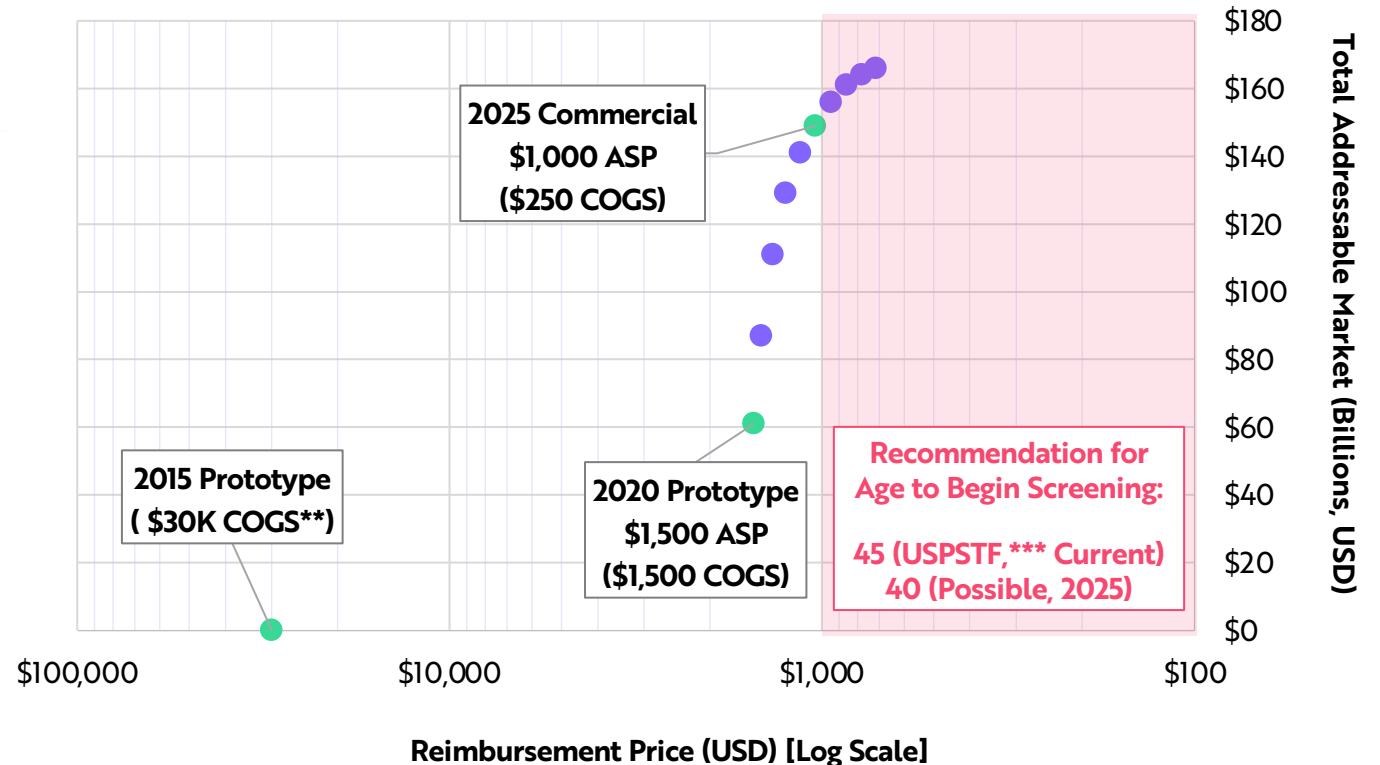 $180
$160
$140
$120
$100
$80
$60
$40
$20
$0
Total Addressable Market (Billions, USD)
2025 Commercial
$1,000 ASP
($250 COGS)
2015 Prototype
( $30K COGS**)
2020 Prototype
$1,500 ASP
($1,500 COGS)
Recommendation for
Age to Begin Screening:
45 (USPSTF,*** Current)
40 (Possible, 2025)
$100,000
$10,000
$1,000
$100
Reimbursement Price (USD) [Log Scale]